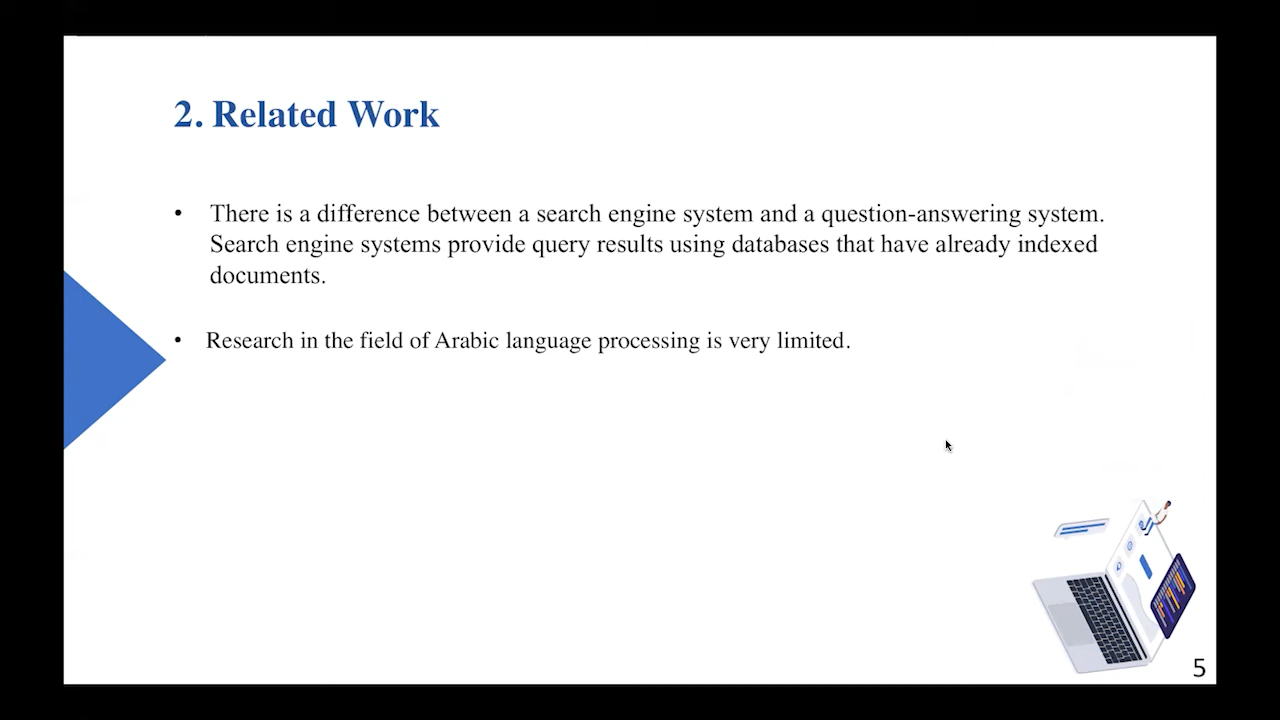 2. Related Work
• There is a difference between a search engine system and a question-answering system.
Search engine systems provide query results using databases that have already indexed
documents.
• Research in the field of Arabic language processing is very limited.
5